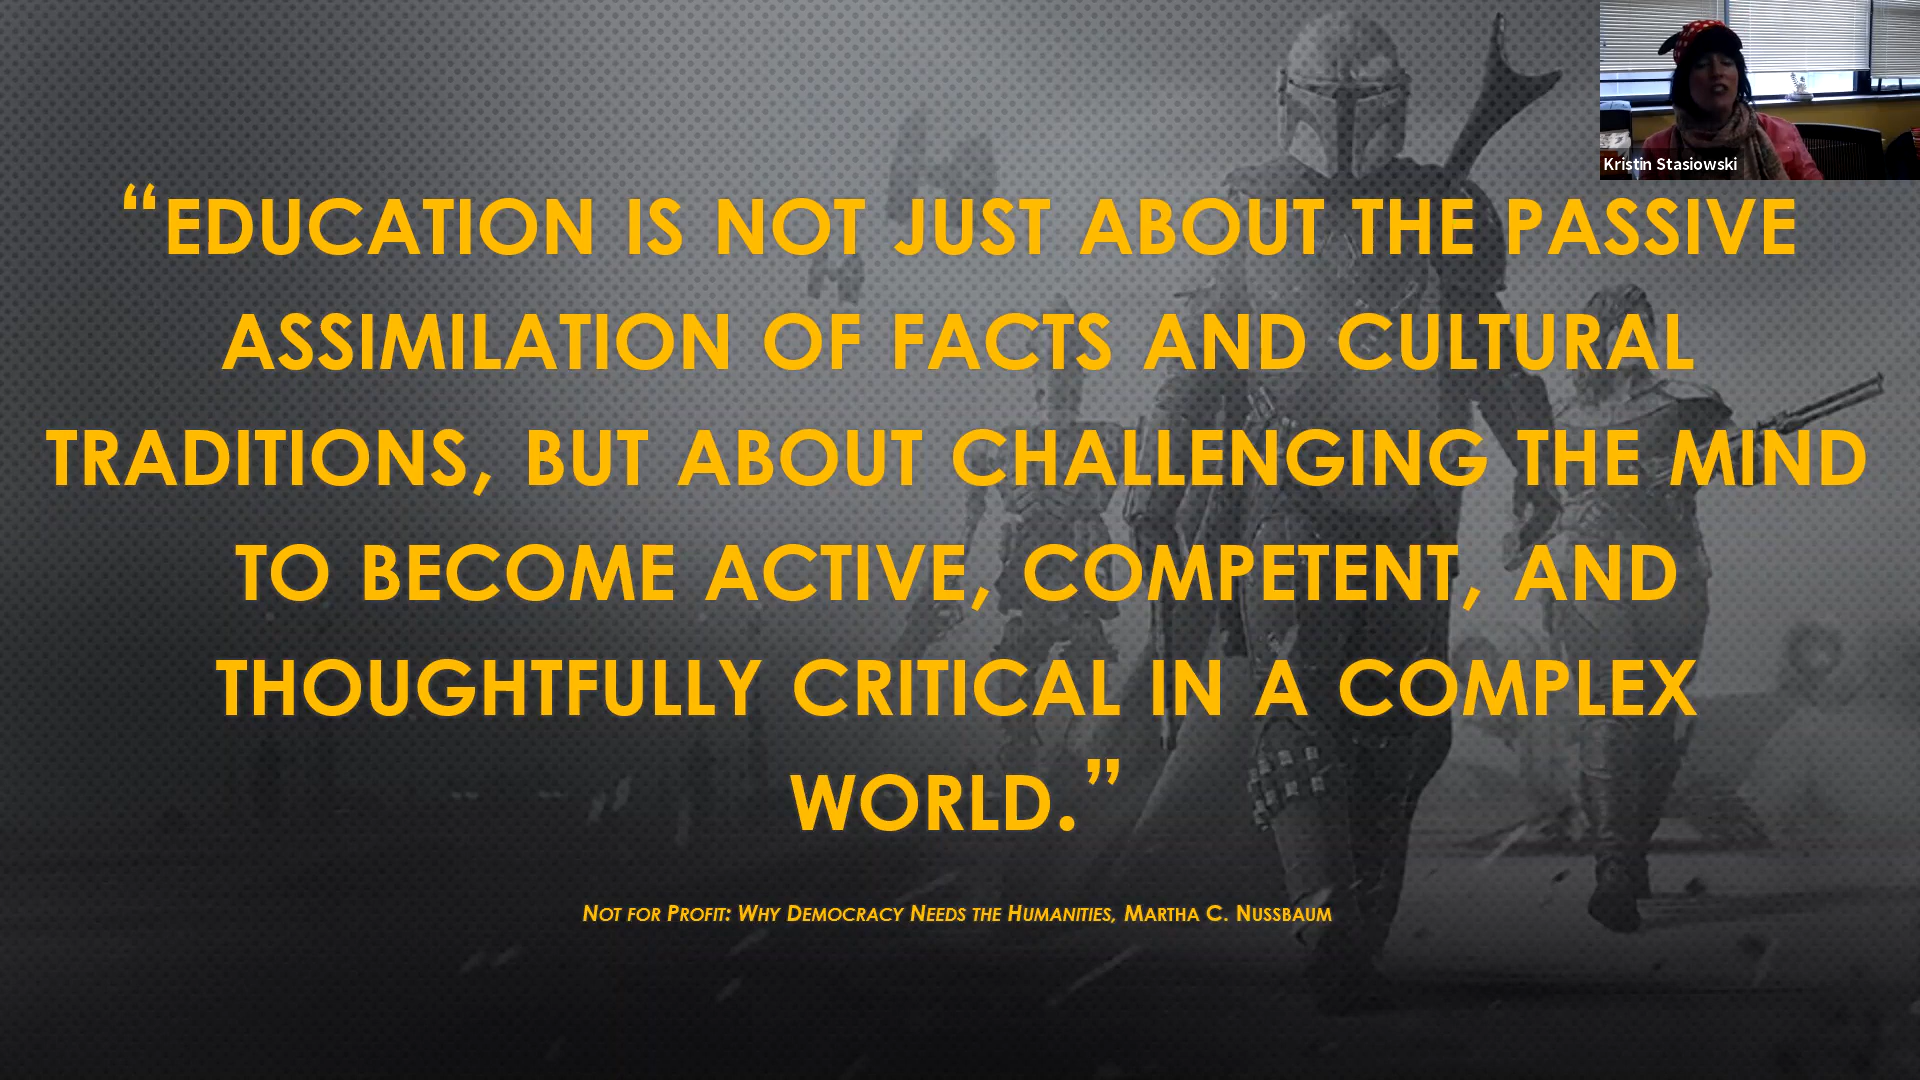 Kristin Stasiowski
“EDUCATION IS NOT JUST ABOUT THE PASSIVE
ASSIMILATION OF FACTS AND CULTURAL
TRADITIONS, BUT ABOUT CHALLENGING THE MIND
TO BECOME ACTIVE, COMPETENT, AND
THOUGHTFULLY CRITICAL IN A COMPLEX
WORLD.”
NOT FOR PROFIT: WHY DEMOCRACY NEEDS THE HUMANITIES, MARTHA C. NUSSBAUM